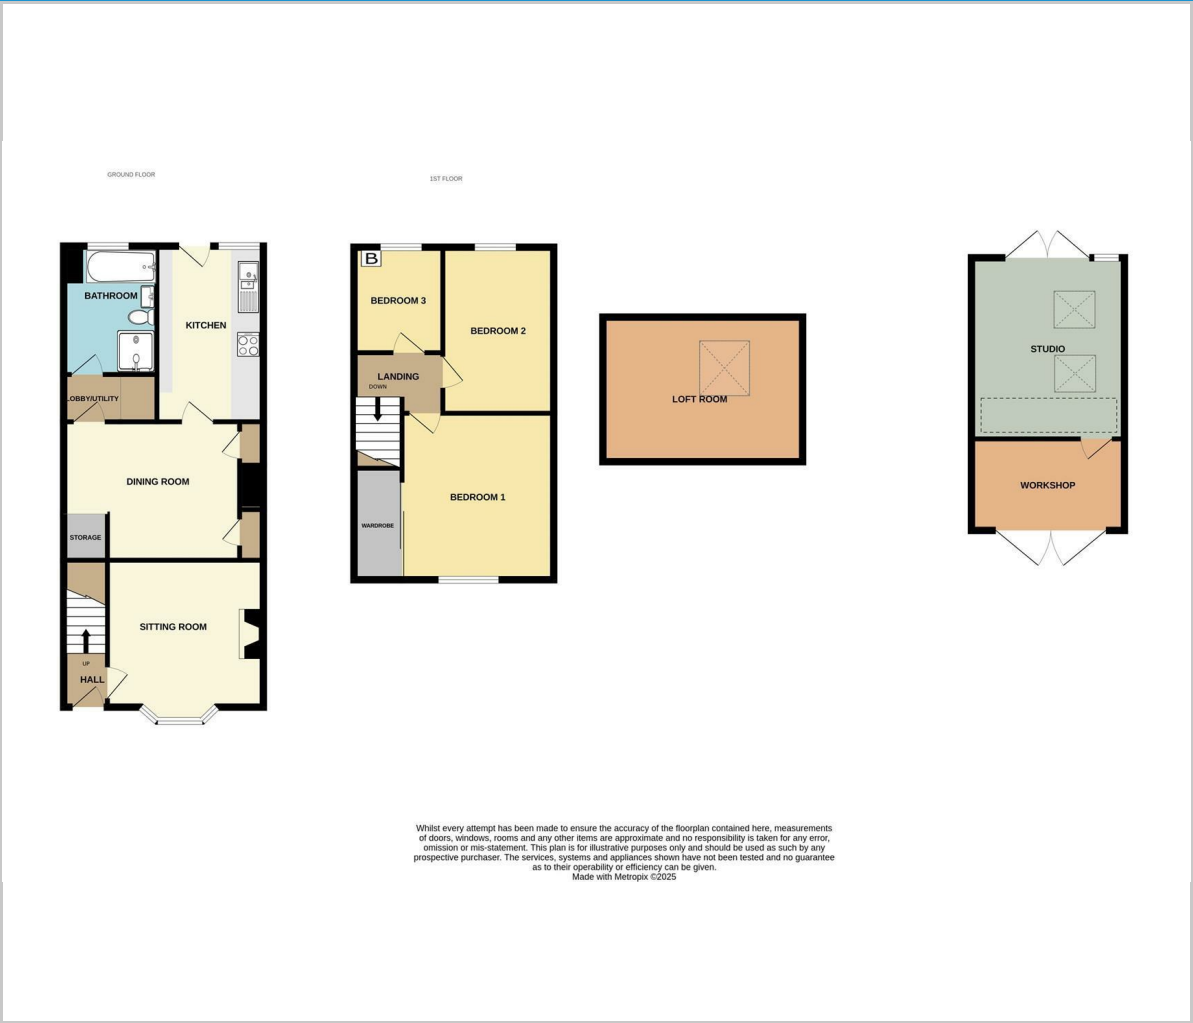 GROUND FLOOR
BATHROOM
KITCHEN
LOBBY/UTILITY
DINING ROOM
STORAGE
SITTING ROOM
UP
HALL
1ST FLOOR
B
BEDROOM 3
BEDROOM 2
LANDING
DOWN
BEDROOM 1
WARDROBE
LOFT ROOM
STUDIO
WORKSHOP
Whilst every attempt has been made to ensure the accuracy of the floorplan contained here, measurements
of doors, windows, rooms and any other items are approximate and no responsibility is taken for any error,
omission or mis-statement. This plan is for illustrative purposes only and should be used as such by any
prospective purchaser. The services, systems and appliances shown have not been tested and no guarantee
as to their operability or efficiency can be given.
Made with Metropix ©2025